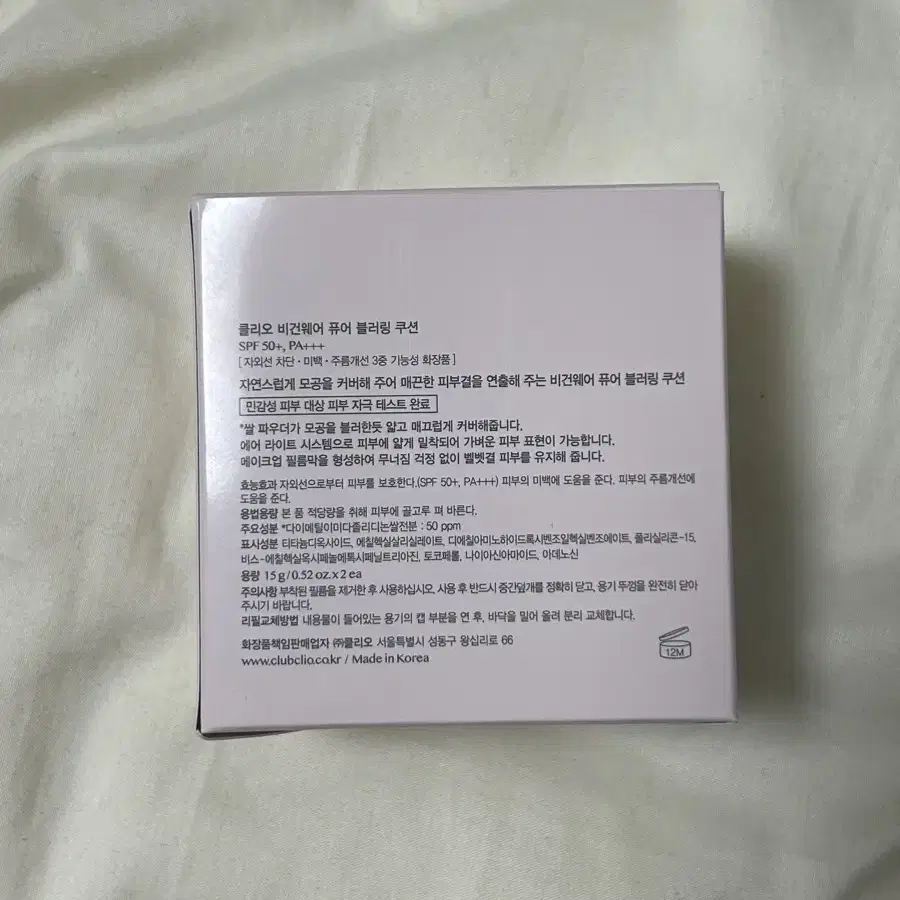 클리오 비건웨어 퓨어 블러링 쿠션
SPF 50+, PA+++
[ 자외선 차단 • 미백 • 주름개선 3중 기능성 화장품 ]
자연스럽게 모공을 커버해 주어 매끈한 피부결을 연출해 주는 비건웨어 퓨어 블러링 쿠션
민감성 피부 대상 피부 자극 테스트 완료
*쌀 파우더가 모공을 블러한듯 얇고 매끄럽게 커버해줍니다.
에어 라이트 시스템으로 피부에 얇게 밀착되어 가벼운 피부 표현이 가능합니다.
메이크업 필름막을 형성하여 무너짐 걱정 없이 벨벳결 피부를 유지해 줍니다.
효능효과 자외선으로부터 피부를 보호한다.(SPF 50+, PA+++) 피부의 미백에 도움을 준다. 피부의 주름개선에
도움을 준다.
용법용량 본 품 적당량을 취해 피부에 골고루 펴 바른다.
주요성분 *다이메틸이미다졸리디논쌀전분 : 50 ppm
표시성분 티타늄디옥사이드, 에칠헥실살리실레이트, 디에칠아미노하이드록시벤조일헥실벤조에이트, 폴리실리콘-15,
비스-에칠헥실옥시페놀메톡시페닐트리아진, 토코페롤, 나이아신아마이드, 아데노신
용량 15 g / 0.52 oz. x 2 ea
주의사항 부착된 필름을 제거한 후 사용하십시오. 사용 후 반드시 중간덮개를 정확히 닫고, 용기 뚜껑을 완전히 닫아
주시기 바랍니다.
리필교체방법 내용물이 들어있는 용기의 캡 부분을 연 후, 바닥을 밀어 올려 분리 교체합니다.
화장품책임판매업자 ㈜클리오 서울특별시 성동구 왕십리로 66
www.clubclio.co.kr / Made in Korea
12M